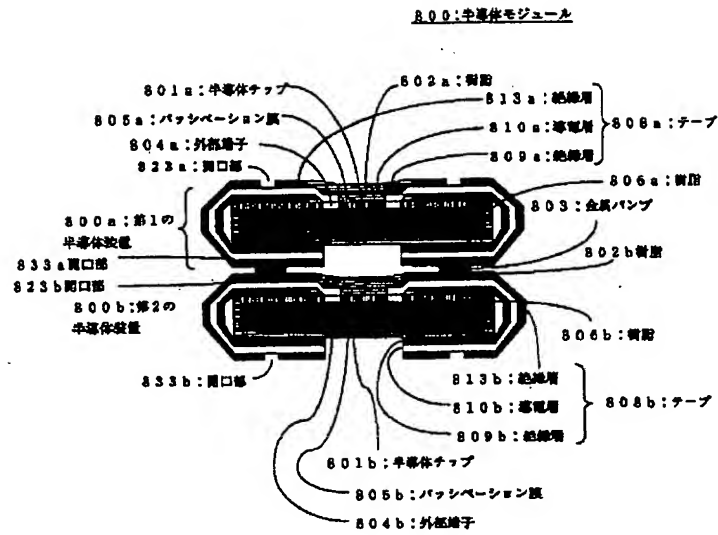 800:半導体モジュール
801a:半導体チップ
802a:樹脂
805a:パッシベーション膜
813a:絶縁層
804a:外部端子
810a:導電層
808a:テープ
823a:開口部
809a:絶縁層
806a:樹脂
800a:第1の
半導体装置
803:金属バンプ
833a開口部
802b樹脂
823b開口部
800b:第2の
半導体装置
806b:樹脂
833b:開口部
813b:絶縁層
810b:導電層
808b:テープ
809b:絶縁層
801b:半導体チップ
805b:パッシベーション膜
804b:外部端子